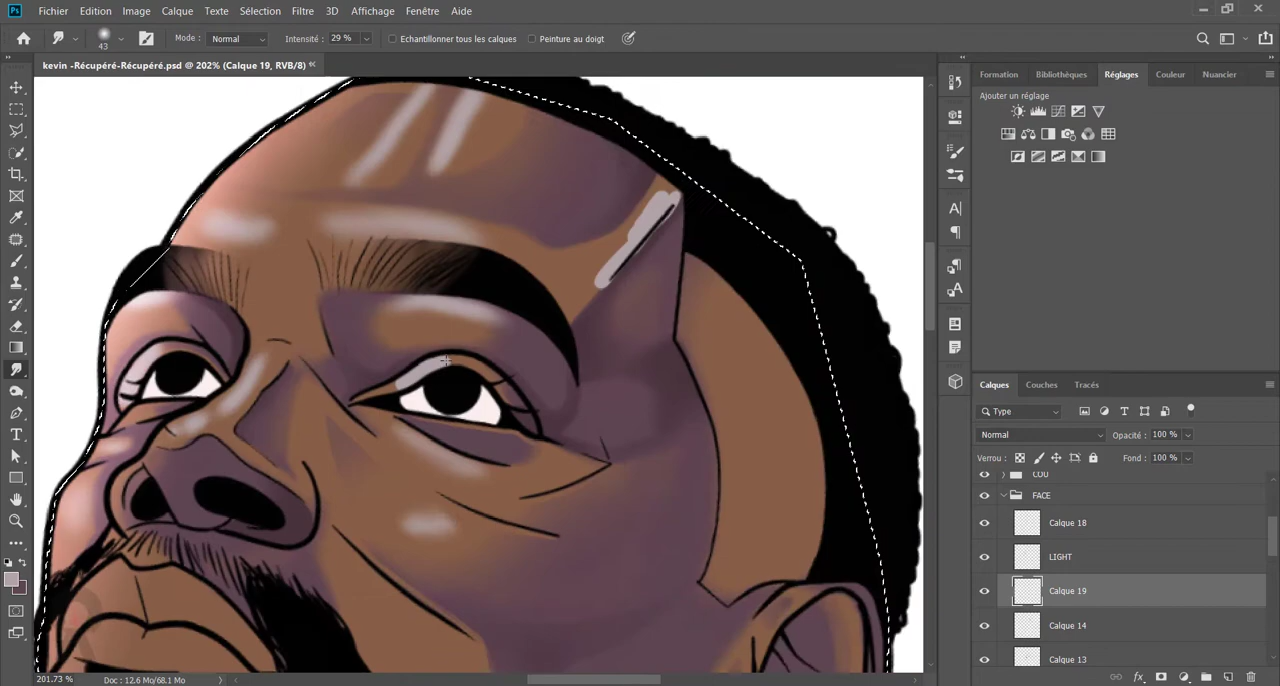 Ps Fichier Edition Image Calque Texte Sélection Filtre 3D Affichage Fenêtre Aide
43 Mode : Normal Intensité : 29 % Echantillonner tous les calques Peinture au doigt
kevin -Récupéré-Récupéré.psd @ 202% (Calque 19, RVB/8) *
Formation Bibliothèques Réglages Couleur Nuancier
Ajouter un réglage
Calques Couches Tracés
Type
Normal Opacité : 100 %
Verrou : Fond : 100 %
COU
FACE
Calque 18
LIGHT
Calque 19
Calque 14
Calque 13
201.73 % Doc : 12.6 Mo/68.1 Mo